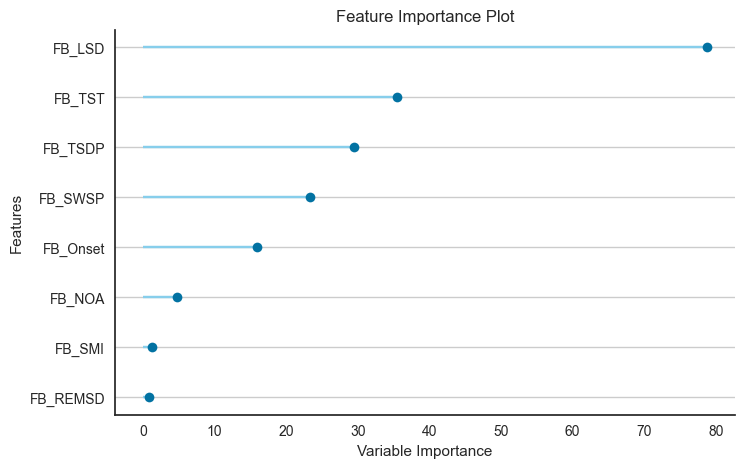 Feature Importance Plot
Features
FB_LSD
FB_TST
FB_TSDP
FB_SWSP
FB_Onset
FB_NOA
FB_SMI
FB_REMSD
0 10 20 30 40 50 60 70 80
Variable Importance